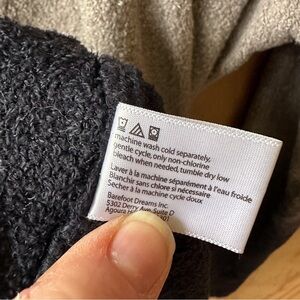 machine wash cold separately,
gentle cycle, only non-chlorine
bleach when needed, tumble dry low
Laver à la machine séparément à l'eau froide
Blanchir sans chlore si nécessaire
Sécher à la machine cycle doux
Barefoot Dreams Inc.
5302 Derry Ave, Suite D
Agoura